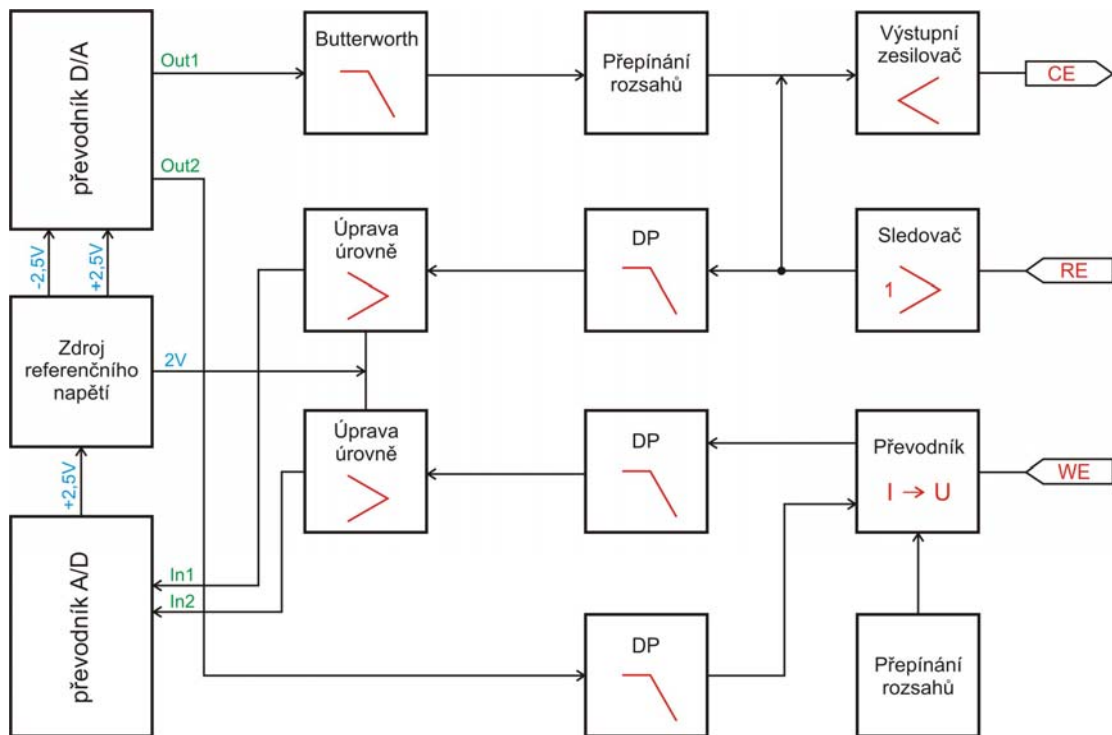 převodník D/A
Out1
Out2
Butterworth
Přepínání
rozsahů
Výstupní
zesilovač
CE
Úprava
úrovně
DP
Sledovač
1
RE
-2,5V
+2,5V
Zdroj
referenčního
napětí
2V
Úprava
úrovně
DP
Převodník
I → U
WE
+2,5V
převodník A/D
In1
In2
DP
Přepínání
rozsahů